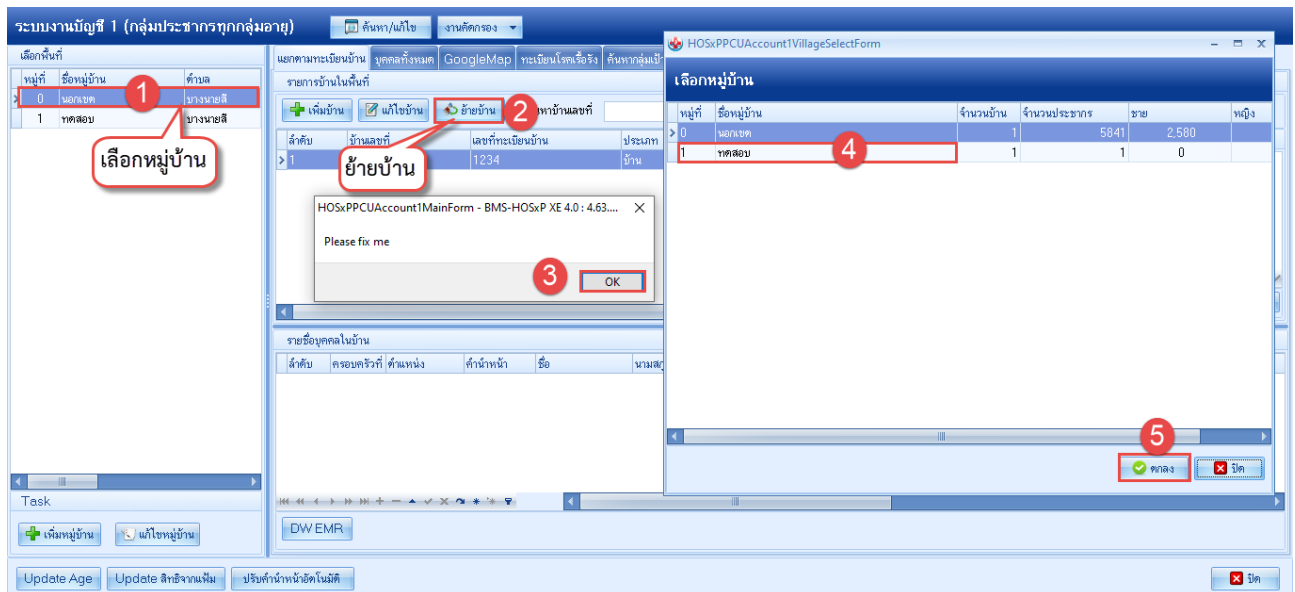 ระบบงานบัญชี 1 (กลุ่มประชากรทุกกลุ่มอายุ)
ค้นหา/แก้ไข
งานคัดกรอง
เลือกพื้นที่
หมู่ที่ ชื่อหมู่บ้าน ตำบล
0 นอกเขต บางนายสี
1 ทดสอบ บางนายสี
1
เลือกหมู่บ้าน
Task
เพิ่มหมู่บ้าน
แก้ไขหมู่บ้าน
แยกตามทะเบียนบ้าน บุคคลทั้งหมด GoogleMap ทะเบียนโรคเรื้อรัง
รายการบ้านในพื้นที่
เพิ่มบ้าน
แก้ไขบ้าน
ย้ายบ้าน
2
หาบ้านเลขที่
ลำดับ บ้านเลขที่ เลขที่ทะเบียนบ้าน ประเภท
1 1234 บ้าน
ย้ายบ้าน
HOSxPPCUAccount1MainForm - BMS-HOSxP XE 4.0 : 4.63....
Please fix me
3
OK
รายชื่อบุคคลในบ้าน
ลำดับ ครอบครัวที่ ตำแหน่ง คำนำหน้า ชื่อ
DW EMR
HOSxPPCUAccount1VillageSelectForm
เลือกหมู่บ้าน
หมู่ที่ ชื่อหมู่บ้าน จำนวนบ้าน จำนวนประชากร ชาย หญิง
0 นอกเขต 1 5841 2,580
1 ทดสอบ 1 1 0
4
5
ตกลง
ปิด
Update Age
Update สิทธิจากแฟ้ม
ปรับคำนำหน้าอัตโนมัติ
ปิด